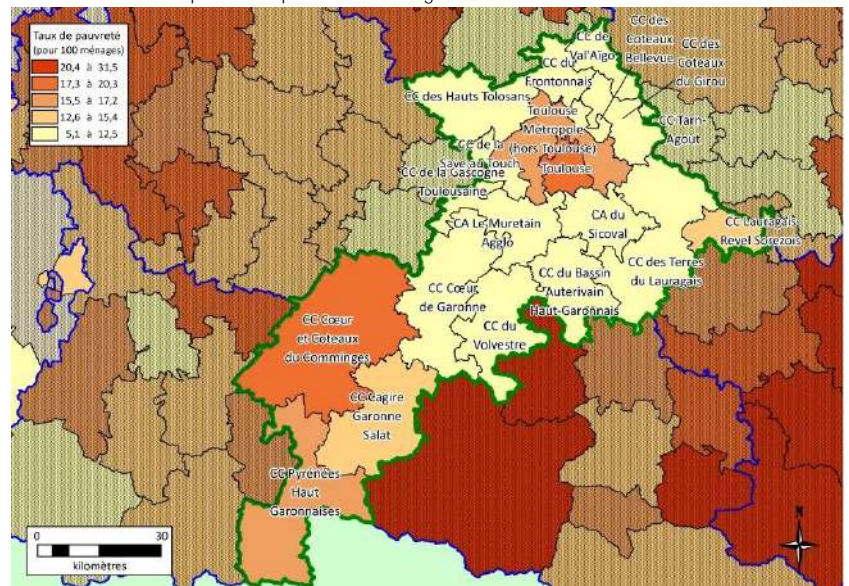 Taux de pauvreté
(pour 100 ménages)
20,4 à 31,5
17,3 à 20,3
15,5 à 17,2
12,6 à 15,4
5,1 à 12,5
CC de
Val'Aïgo
CC des
Coteaux
Bellevue
CC des
Coteaux
du Girou
CC du
Frontonnais
CC des Hauts Tolosans
Toulouse
Métropole
(hors Toulouse)
CC Tarn-
Agout
CC de la
Save au Touch
Toulouse
CC de la Gascogne
Toulousaine
CA Le Muretain
Agglo
CA du
Sicoval
CC Lauragais
Revel Sorezois
CC des Terres
du Lauragais
CC Cœur
de Garonne
CC du Bassin
Auterivain
Haut-Garonnais
CC du
Volvestre
CC Cœur
et Coteaux
du Comminges
CC Cagire
Garonne
Salat
CC Pyrénées
Haut
Garonnaises
N
0 30
kilomètres